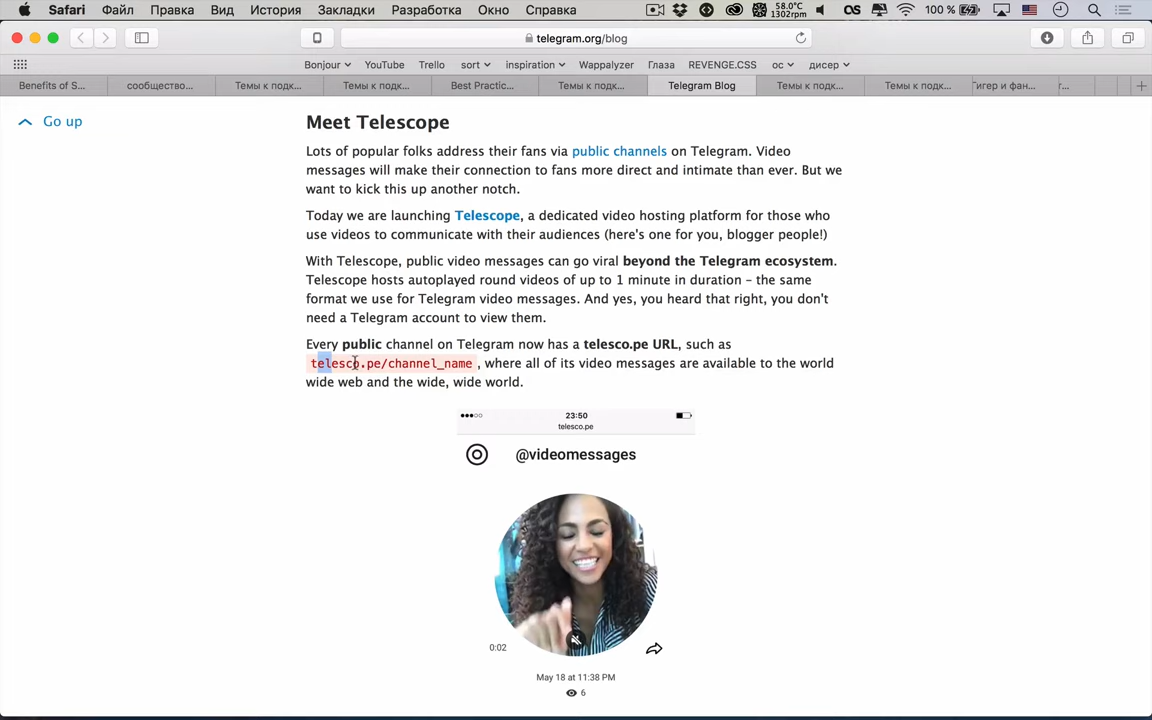 Safari Файл Правка Вид История Закладки Разработка Окно Справка 58.0°C 1302rpm 100 %
telegram.org/blog
Bonjour YouTube Trello sort inspiration Wappalyzer Глаза REVENGE.CSS ос дисер
Benefits of S... сообщество... Темы к подк... Темы к подк... Best Practic... Темы к подк... Telegram Blog Темы к подк... Темы к подк... Гигер и фан...
Go up
Meet Telescope
Lots of popular folks address their fans via public channels on Telegram. Video
messages will make their connection to fans more direct and intimate than ever. But we
want to kick this up another notch.
Today we are launching Telescope, a dedicated video hosting platform for those who
use videos to communicate with their audiences (here's one for you, blogger people!)
With Telescope, public video messages can go viral beyond the Telegram ecosystem.
Telescope hosts autoplayed round videos of up to 1 minute in duration – the same
format we use for Telegram video messages. And yes, you heard that right, you don't
need a Telegram account to view them.
Every public channel on Telegram now has a telesco.pe URL, such as
telesco.pe/channel_name , where all of its video messages are available to the world
wide web and the wide, wide world.
23:50
telesco.pe
@videomessages
0:02
May 18 at 11:38 PM
6